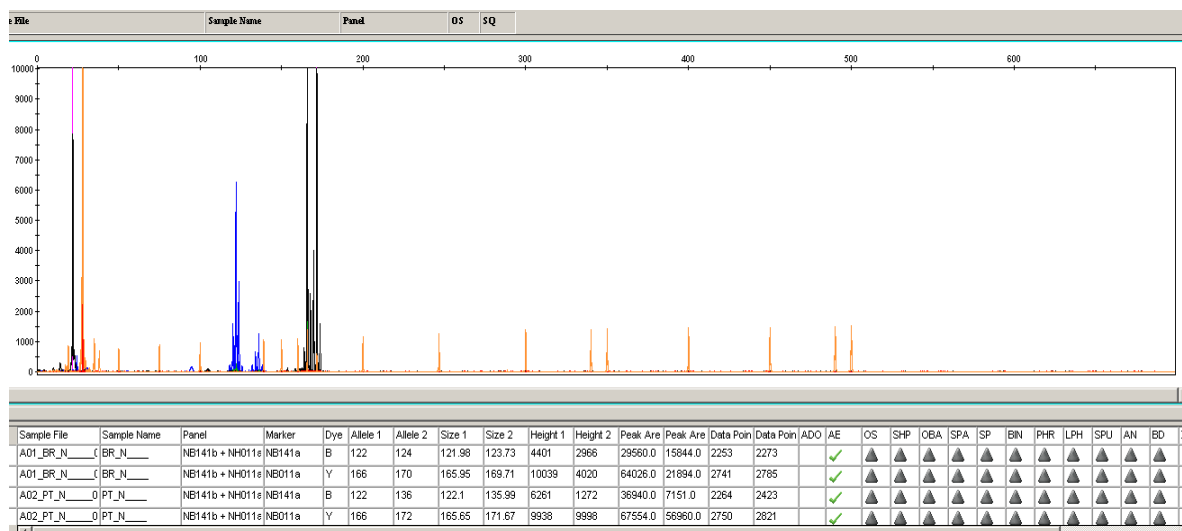 e File Sample Name Panel OS SQ
0 100 200 300 400 500 600
10000
9000
8000
7000
6000
5000
4000
3000
2000
1000
0
Sample File Sample Name Panel Marker Dye Allele 1 Allele 2 Size 1 Size 2 Height 1 Height 2 Peak Are Peak Are Data Poin Data Poin ADO AE OS SHP OBA SPA SP BIN PHR LPH SPU AN BD
A01_BR_N_____( BR_N____ NB141b + NH011a NB141a B 122 124 121.98 123.73 4401 2966 29560.0 15844.0 2253 2273
A01_BR_N_____0 BR_N____ NB141b + NH011a NB011a Y 166 170 165.95 169.71 10039 4020 64026.0 21894.0 2741 2785
A02_PT_N_____0 PT_N____ NB141b + NH011a NB141a B 122 136 122.1 135.99 6261 1272 36940.0 7151.0 2264 2423
A02_PT_N_____0 PT_N____ NB141b + NH011a NB011a Y 166 172 165.65 171.67 9938 9998 67554.0 56960.0 2750 2821